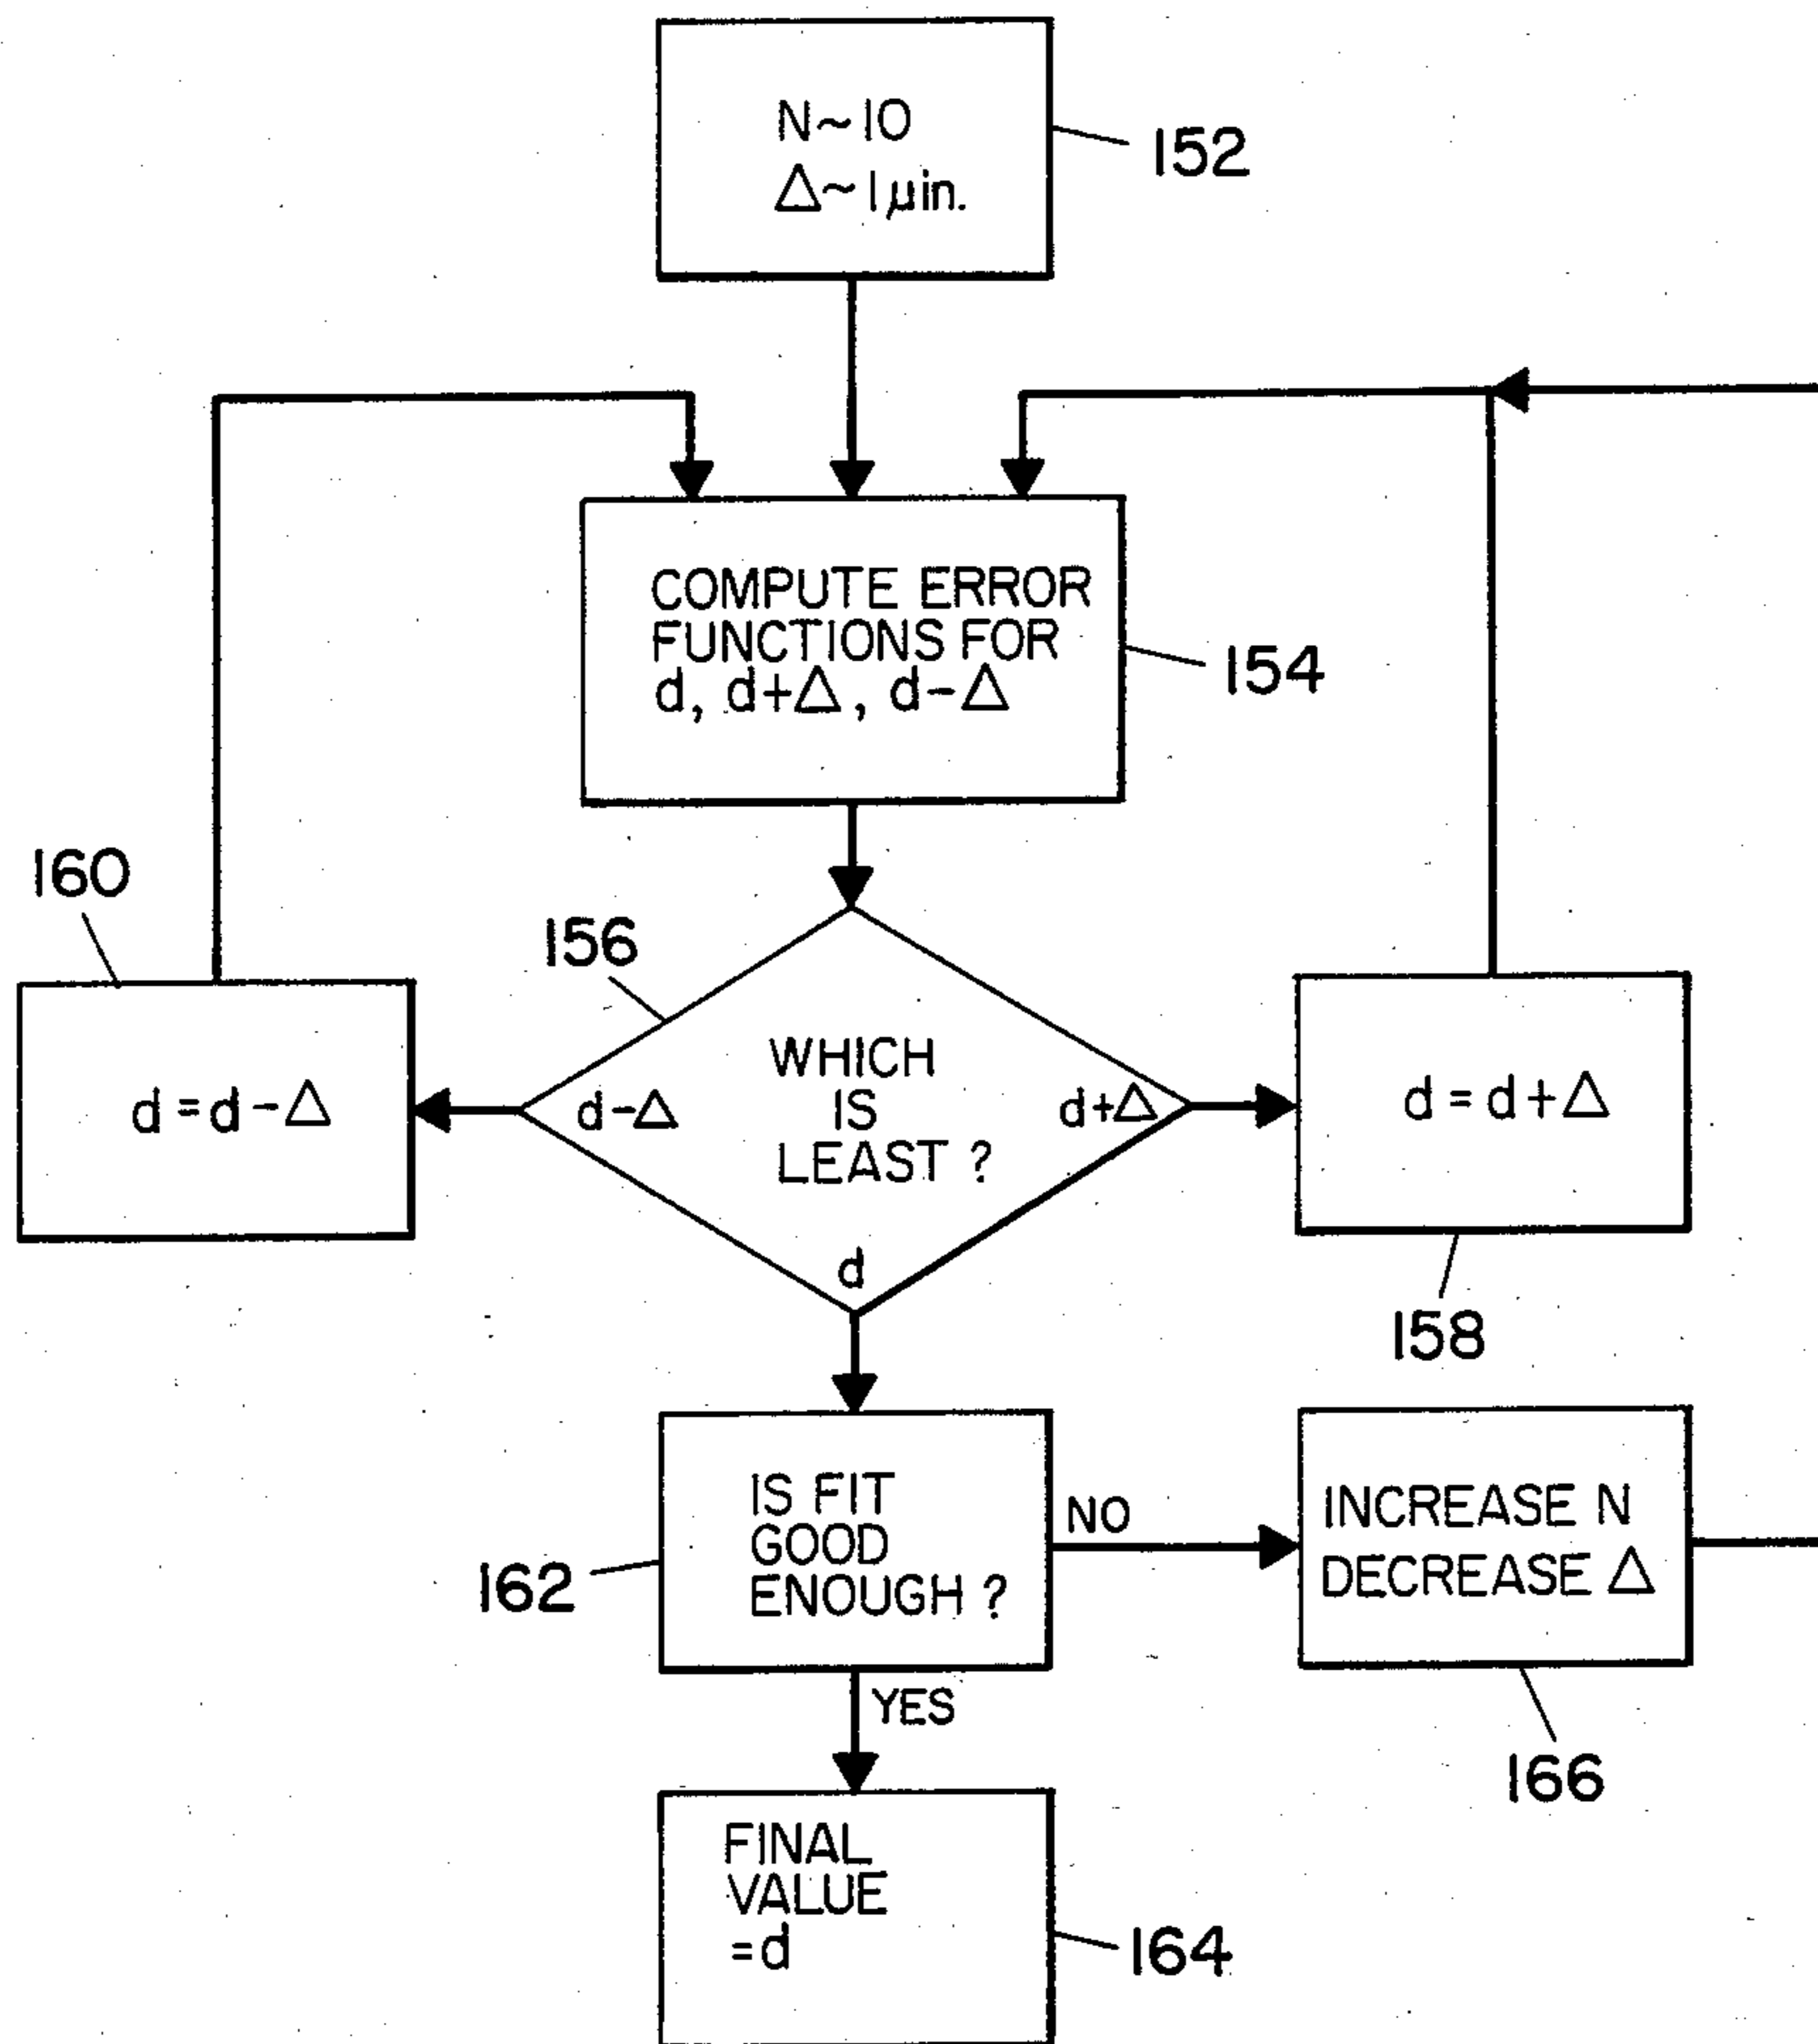 N~10
Δ~1μin.
152
COMPUTE ERROR
FUNCTIONS FOR
d, d+Δ, d-Δ
154
160
156
WHICH
IS
LEAST ?
d-Δ
d+Δ
d
d=d-Δ
d=d+Δ
158
IS FIT
GOOD
ENOUGH ?
162
NO
INCREASE N
DECREASE Δ
166
YES
FINAL
VALUE
=d
164